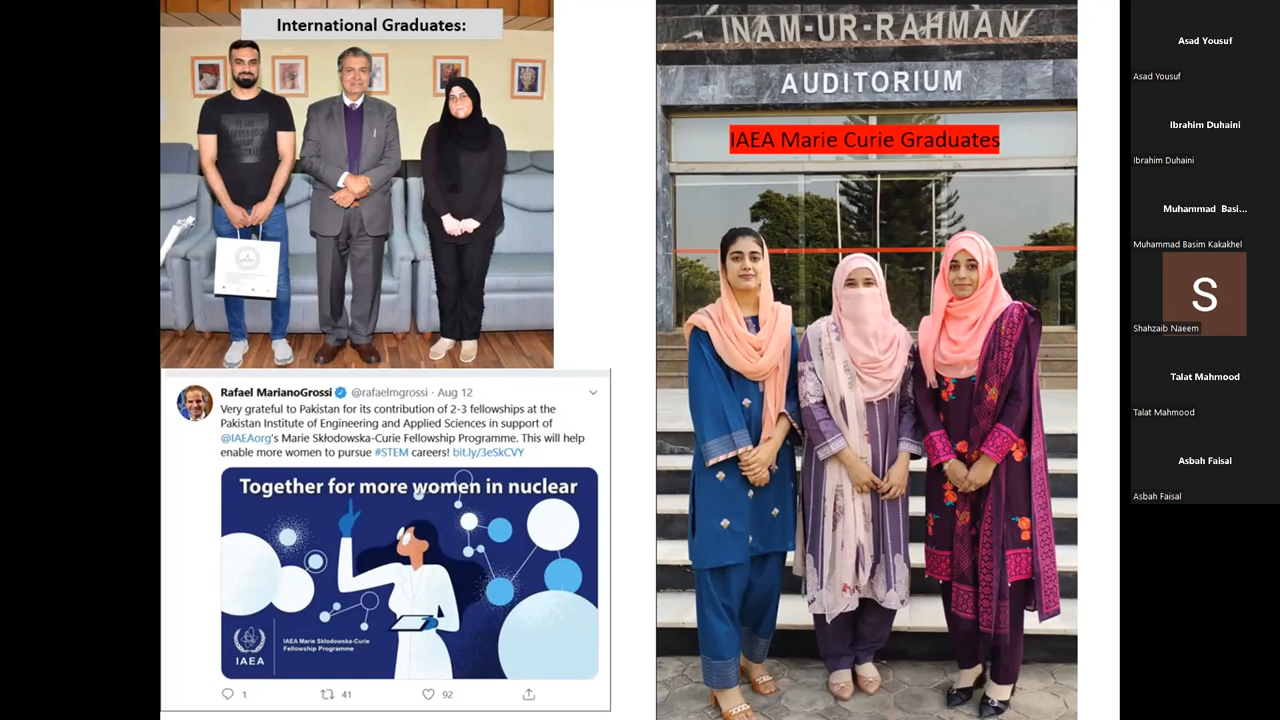 International Graduates:
Rafael MarianoGrossi @rafaelmgrossi · Aug 12
Very grateful to Pakistan for its contribution of 2-3 fellowships at the
Pakistan Institute of Engineering and Applied Sciences in support of
@IAEAorg's Marie Skłodowska-Curie Fellowship Programme. This will help
enable more women to pursue #STEM careers! bit.ly/3eSkCVY
Together for more women in nuclear
IAEA
IAEA Marie Skłodowska-Curie
Fellowship Programme
1 41 92
INAM-UR-RAHMAN
AUDITORIUM
IAEA Marie Curie Graduates
Asad Yousuf
Asad Yousuf
Ibrahim Duhaini
Ibrahim Duhaini
Muhammad Basi...
Muhammad Basim Kakakhel
S
Shahzaib Naeem
Talat Mahmood
Talat Mahmood
Asbah Faisal
Asbah Faisal